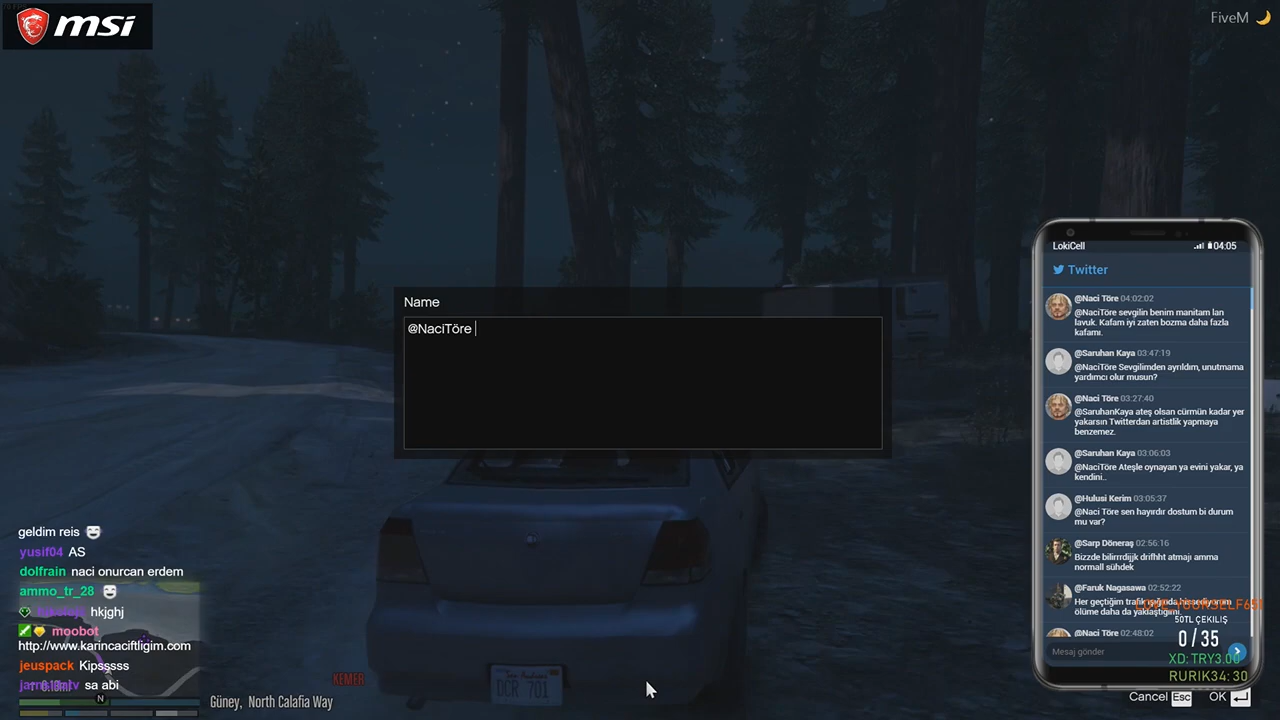 msi
FiveM
Name
@NaciTöre
LokiCell
04:05
Twitter
@Naci Töre 04:02:02
@NaciTöre sevgilin benim manitam lan
lavuk. Kafam iyi zaten bozma daha fazla
kafamı.
@Saruhan Kaya 03:47:19
@NaciTöre Sevgilimden ayrıldım, unutmama
yardımcı olur musun?
@Naci Töre 03:27:40
@SaruhanKaya ateş olsan cürmün kadar yer
yakarsın Twitterdan artistlik yapmaya
benzemez.
@Saruhan Kaya 03:06:03
@NaciTöre Ateşle oynayan ya evini yakar, ya
kendini..
@Hulusi Kerim 03:05:37
@Naci Töre sen hayırdır dostum bi durum
mu var?
@Sarp Döneraş 02:56:16
Bizzde bilirrrdiijk drifhht atmajı amma
normall sühdek
@Faruk Nagasawa 02:52:22
Her geçtiğim trafik
ölüme daha da yaklaştığımı.
@Naci Töre 02:48:02
Mesaj gönder
50TL ÇEKİLİŞ
0 / 35
XD: TRY3.00
RURIK34: 30
Cancel Esc
OK
geldim reis
yusif04 AS
dolfrain naci onurcan erdem
ammo_tr_28
hkjghj
moobot
http://www.karincaciftligim.com
jeuspack Kipsssss
sa abi
N
KEMER
Güney, North Calafia Way
DCR 701